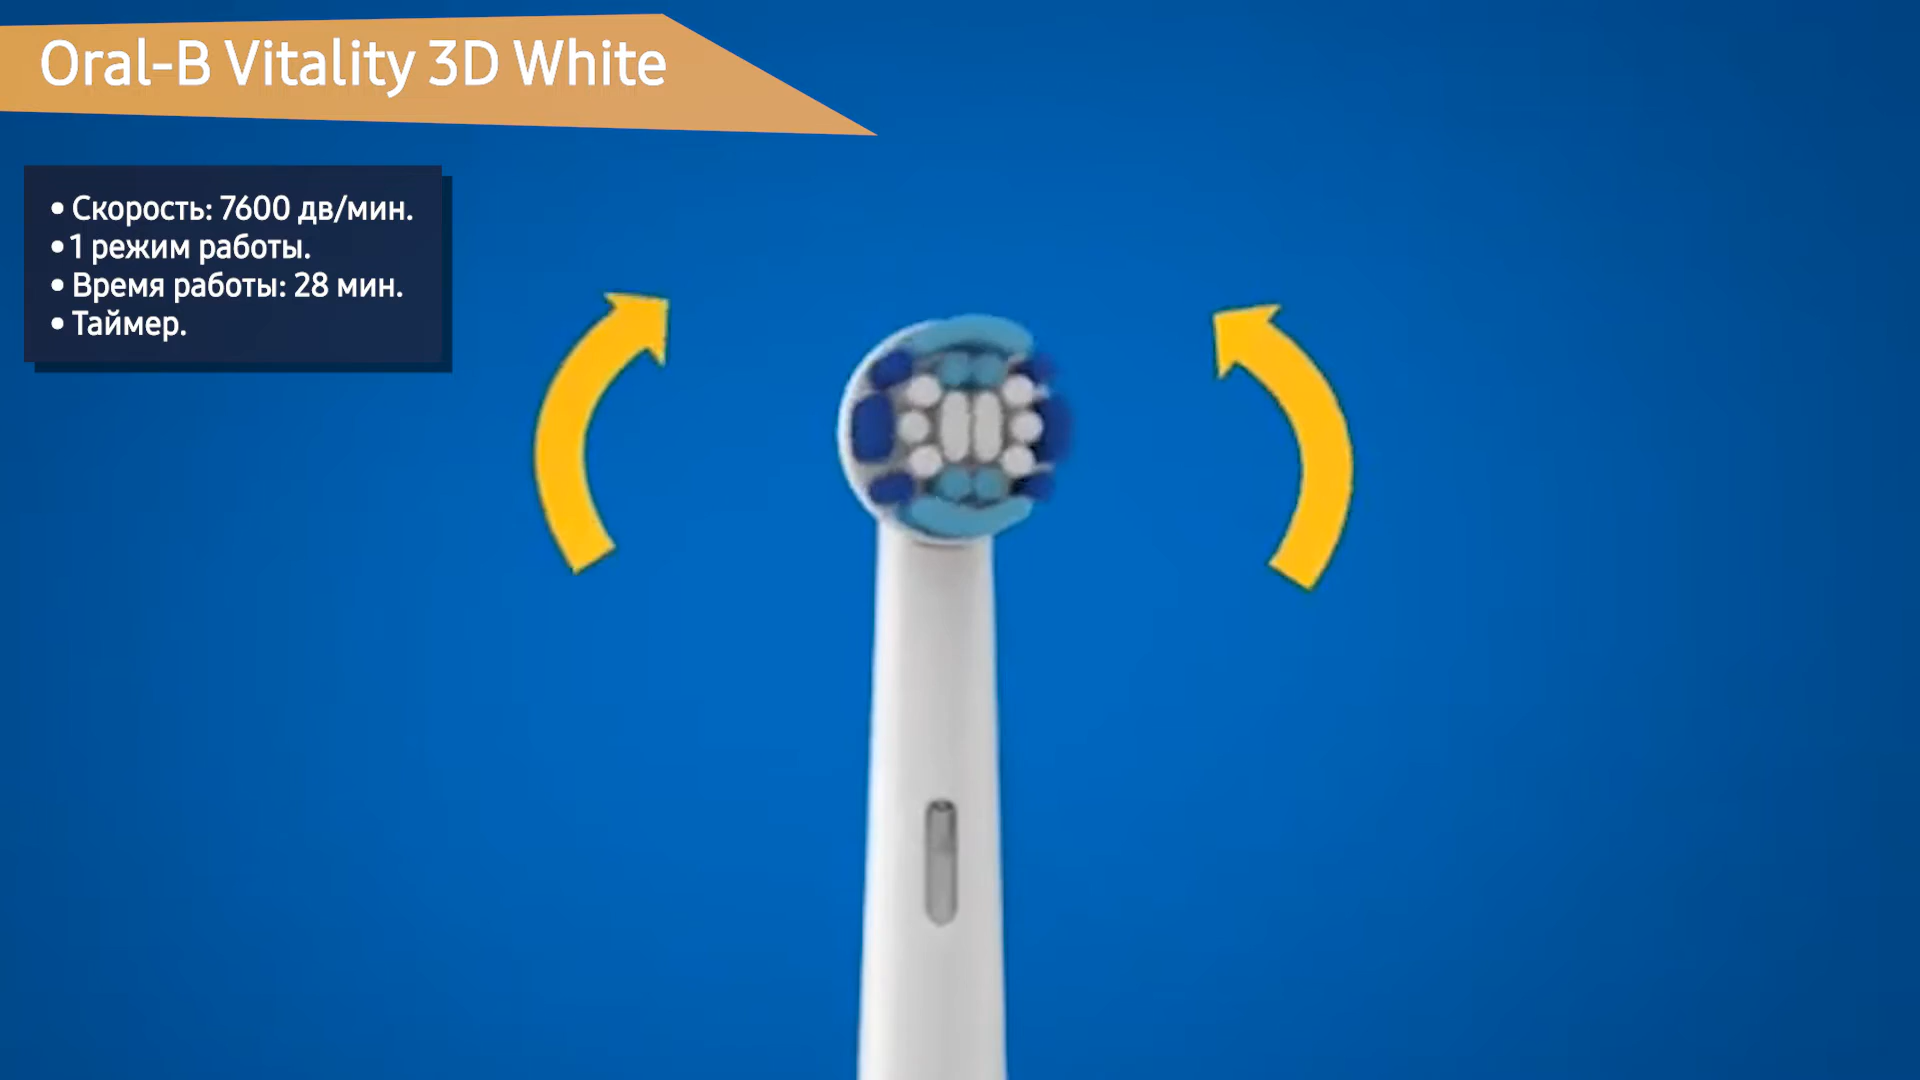 Oral-B Vitality 3D White
• Скорость: 7600 дв/мин.
• 1 режим работы.
• Время работы: 28 мин.
• Таймер.